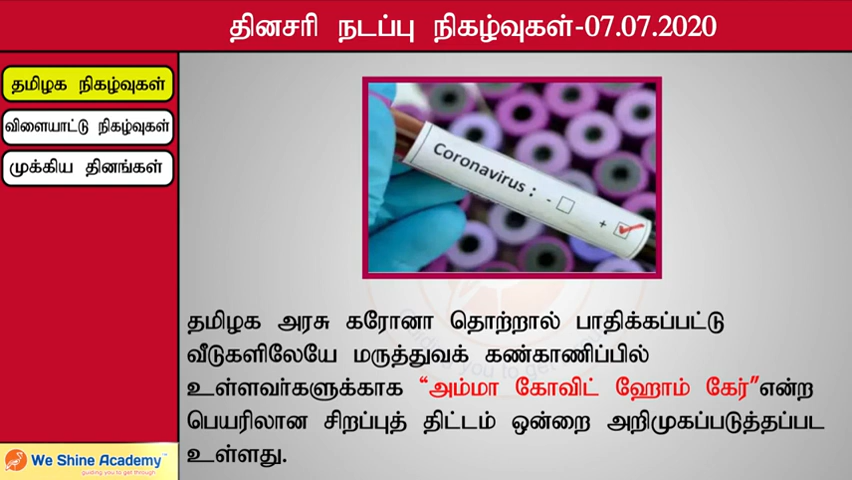 தினசரி நடப்பு நிகழ்வுகள்-07.07.2020
தமிழக நிகழ்வுகள்
விளையாட்டு நிகழ்வுகள்
முக்கிய தினங்கள்
Coronavirus :
-
+
தமிழக அரசு கரோனா தொற்றால் பாதிக்கப்பட்டு
வீடுகளிலேயே மருத்துவக் கண்காணிப்பில்
உள்ளவர்களுக்காக “அம்மா கோவிட் ஹோம் கேர்”என்ற
பெயரிலான சிறப்புத் திட்டம் ஒன்றை அறிமுகப்படுத்தப்பட
உள்ளது.
We Shine Academy™
guiding you to get through